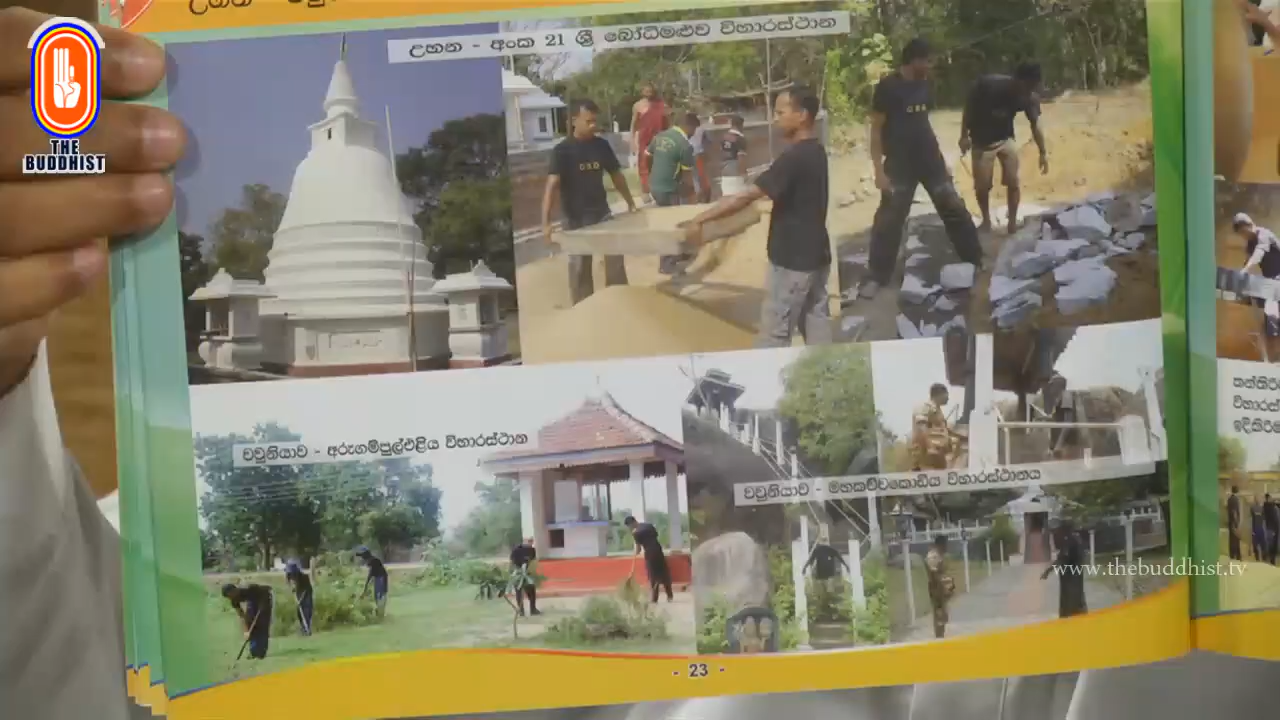 THE
BUDDHIST
උහන - අංක 21 ශ්‍රී බෝධිමළුව විහාරස්ථාන
වවුනියාව - අරුගම්පුල්එළිය විහාරස්ථාන
වවුනියාව - මහකච්චකොඩිය විහාරස්ථානය
www.thebuddhist.tv
- 23 -